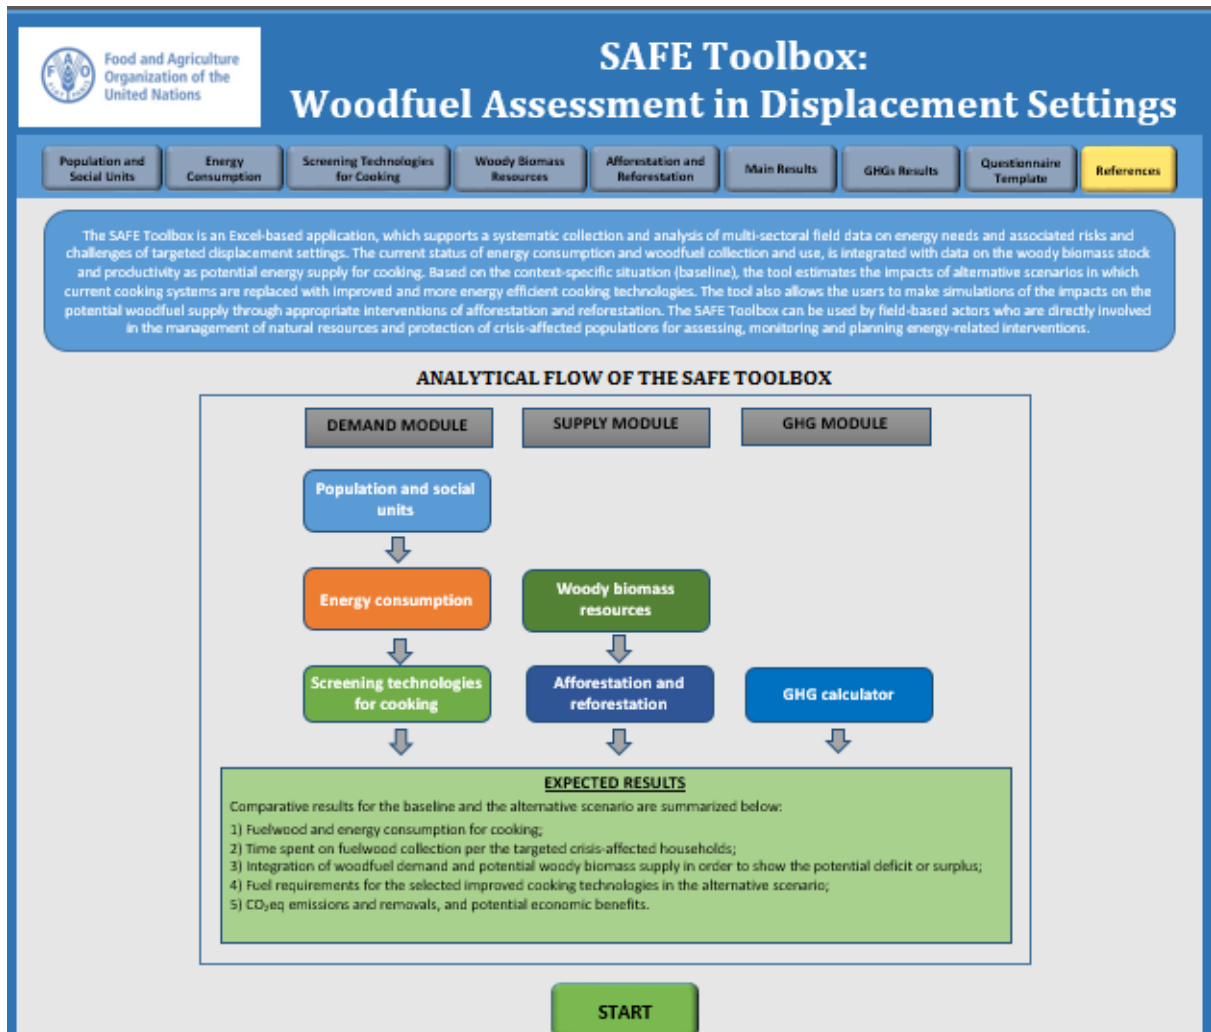 Food and Agriculture
Organization of the
United Nations
SAFE Toolbox:
Woodfuel Assessment in Displacement Settings
Population and
Social Units
Energy
Consumption
Screening Technologies
for Cooking
Woody Biomass
Resources
Afforestation and
Reforestation
Main Results
GHGs Results
Questionnaire
Template
References
The SAFE Toolbox is an Excel-based application, which supports a systematic collection and analysis of multi-sectoral field data on energy needs and associated risks and
challenges of targeted displacement settings. The current status of energy consumption and woodfuel collection and use, is integrated with data on the woody biomass stock
and productivity as potential energy supply for cooking. Based on the context-specific situation (baseline), the tool estimates the impacts of alternative scenarios in which
current cooking systems are replaced with improved and more energy efficient cooking technologies. The tool also allows the users to make simulations of the impacts on the
potential woodfuel supply through appropriate interventions of afforestation and reforestation. The SAFE Toolbox can be used by field-based actors who are directly involved
in the management of natural resources and protection of crisis-affected populations for assessing, monitoring and planning energy-related interventions.
ANALYTICAL FLOW OF THE SAFE TOOLBOX
DEMAND MODULE
SUPPLY MODULE
GHG MODULE
Population and social
units
Energy consumption
Woody biomass
resources
Screening technologies
for cooking
Afforestation and
reforestation
GHG calculator
EXPECTED RESULTS
Comparative results for the baseline and the alternative scenario are summarized below:
1) Fuelwood and energy consumption for cooking;
2) Time spent on fuelwood collection per the targeted crisis-affected households;
3) Integration of woodfuel demand and potential woody biomass supply in order to show the potential deficit or surplus;
4) Fuel requirements for the selected improved cooking technologies in the alternative scenario;
5) CO₂eq emissions and removals, and potential economic benefits.
START